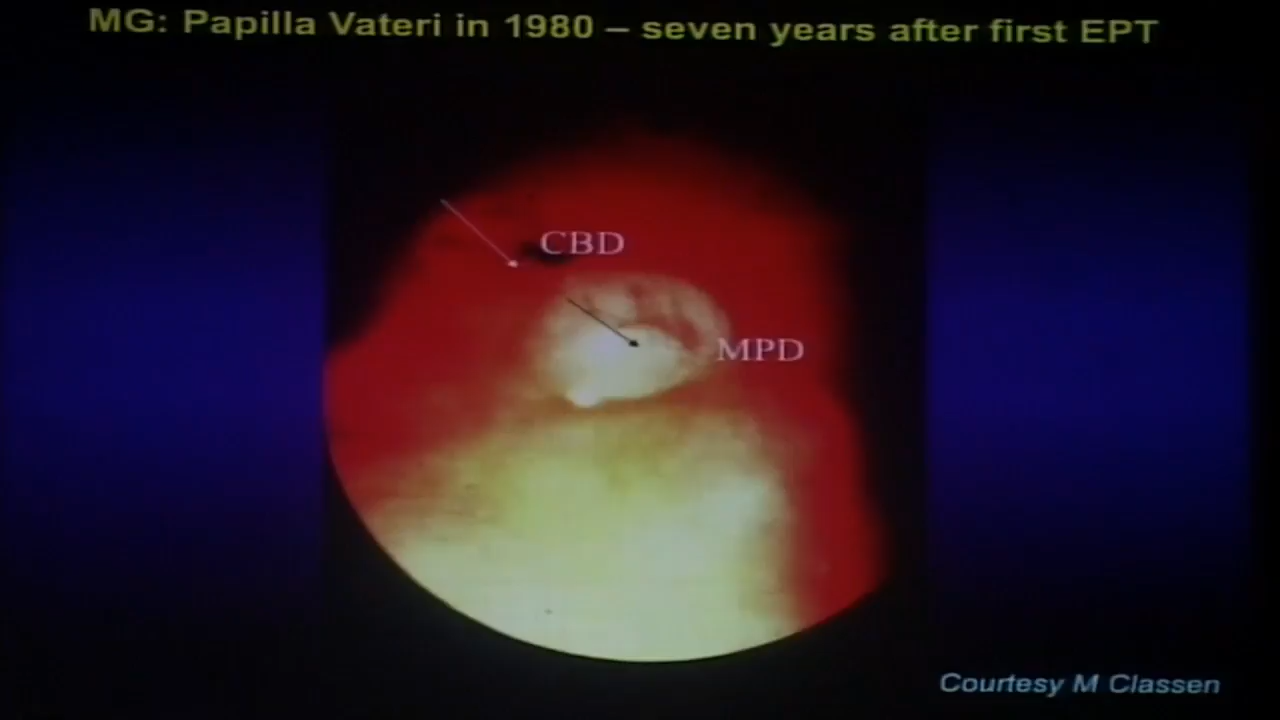 MG: Papilla Vateri in 1980 – seven years after first EPT
CBD
MPD
Courtesy M Classen